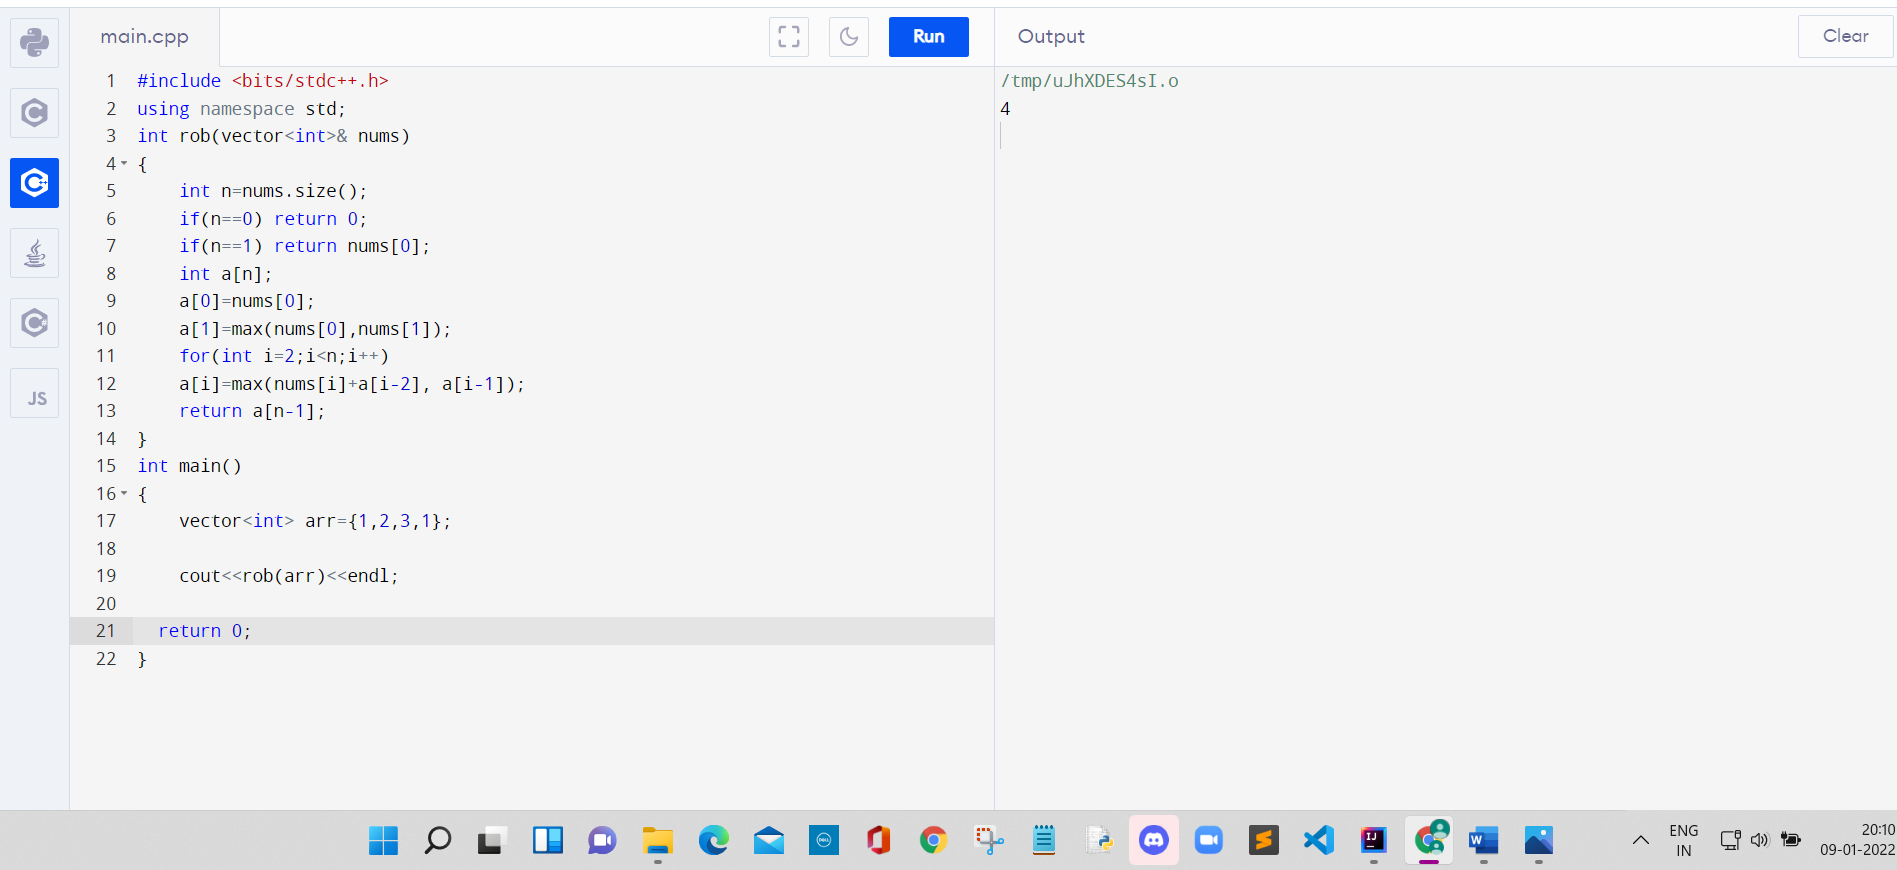 main.cpp
Run
Output
Clear
1 #include <bits/stdc++.h>
2 using namespace std;
3 int rob(vector<int>& nums)
4 {
5     int n=nums.size();
6     if(n==0) return 0;
7     if(n==1) return nums[0];
8     int a[n];
9     a[0]=nums[0];
10     a[1]=max(nums[0],nums[1]);
11     for(int i=2;i<n;i++)
12     a[i]=max(nums[i]+a[i-2], a[i-1]);
13     return a[n-1];
14 }
15 int main()
16 {
17     vector<int> arr={1,2,3,1};
18
19     cout<<rob(arr)<<endl;
20
21   return 0;
22 }
/tmp/uJhXDES4sI.o
4
JS
DELL
IJ
W
ENG
IN
20:10
09-01-2022